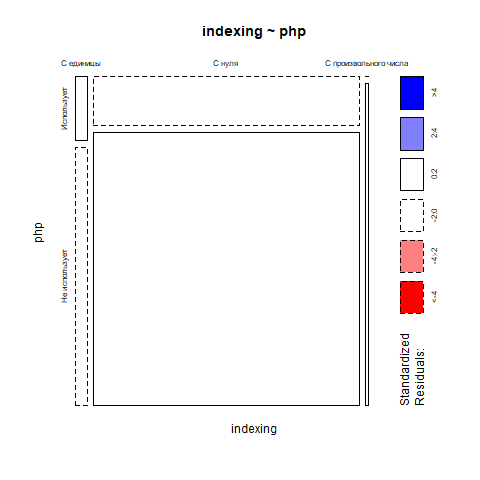 indexing ~ php
С единицы
С нуля
С произвольного числа
Использует
Не использует
php
indexing
>4
2:4
0:2
-2:0
-4:-2
<-4
Standardized
Residuals: